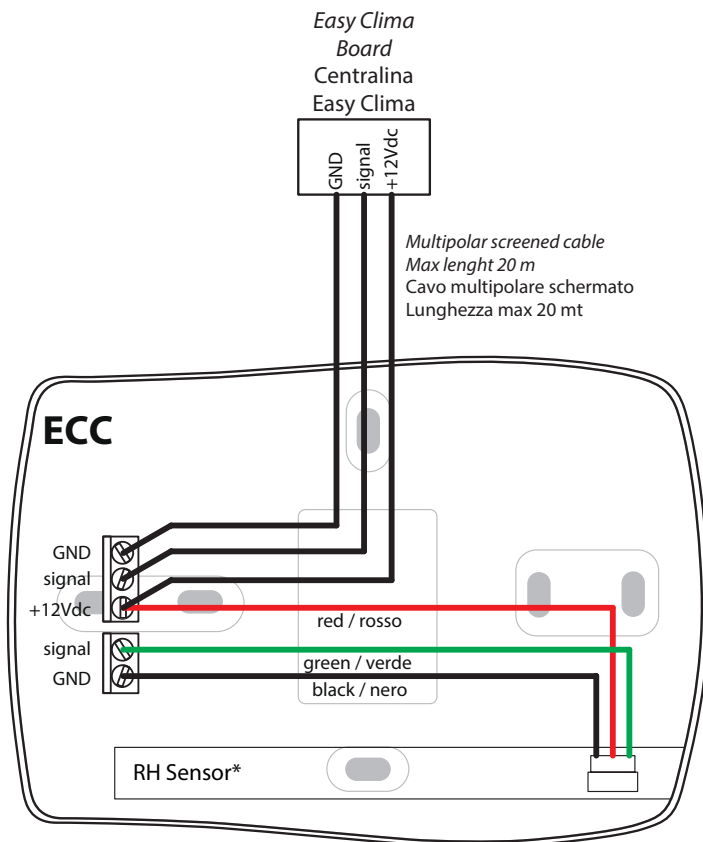 Easy Clima
Board
Centralina
Easy Clima
GND
signal
+12Vdc
Multipolar screened cable
Max lenght 20 m
Cavo multipolare schermato
Lunghezza max 20 mt
ECC
GND
signal
+12Vdc
red / rosso
signal
green / verde
GND
black / nero
RH Sensor*